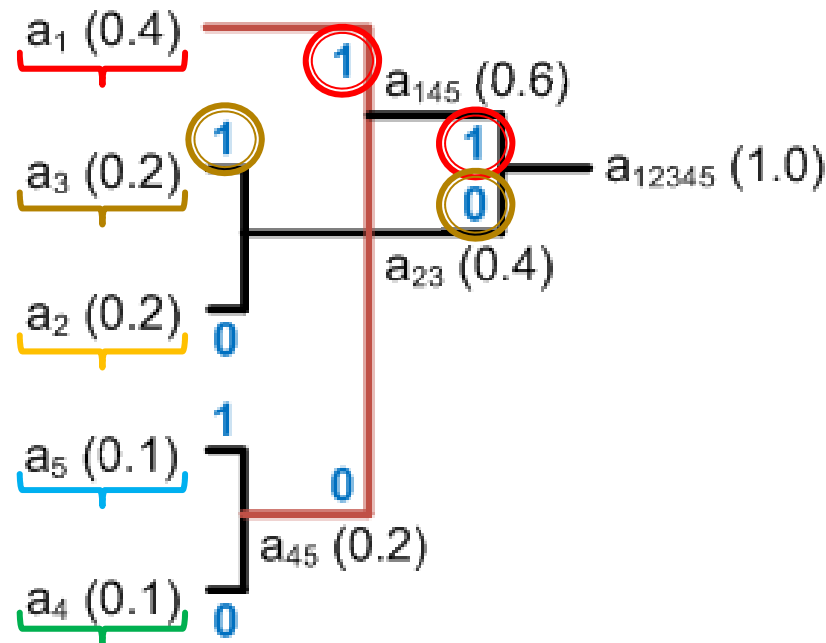 a₁ (0.4)
1
a₁₄₅ (0.6)
1
1
a₃ (0.2)
a₁₂₃₄₅ (1.0)
0
a₂₃ (0.4)
a₂ (0.2)
0
1
a₅ (0.1)
0
a₄₅ (0.2)
a₄ (0.1)
0